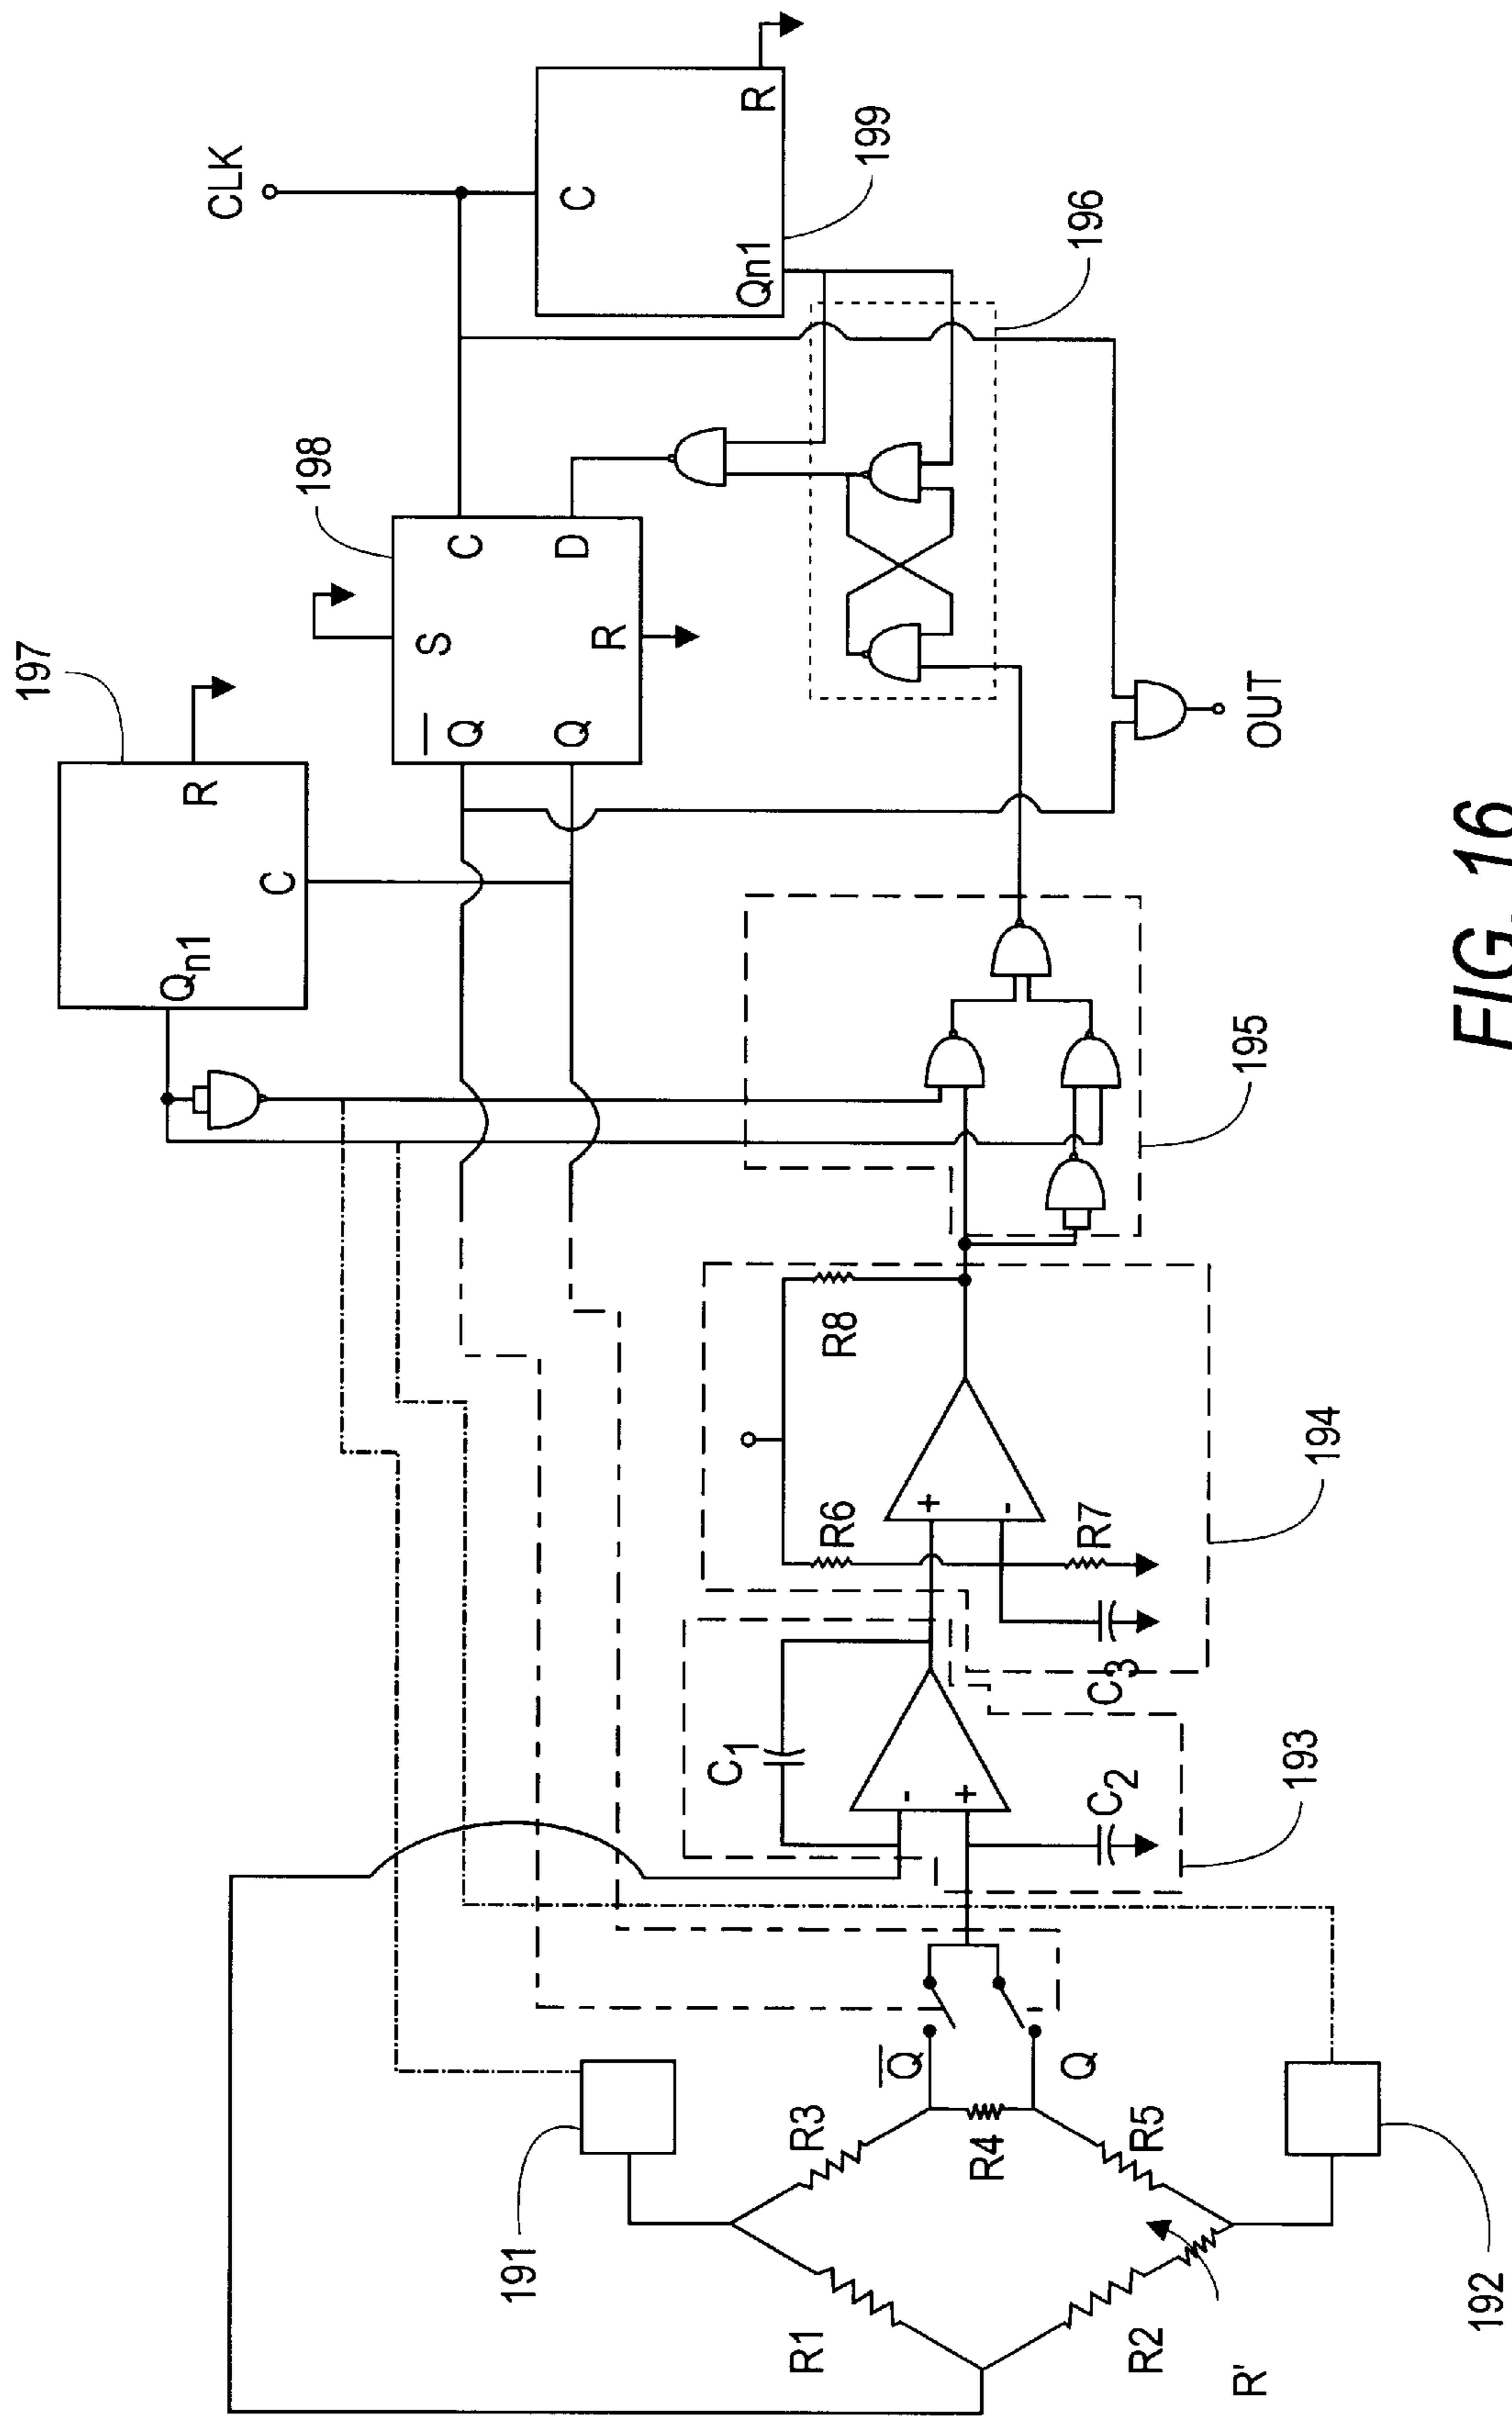 CLK
197
R
C
Qn1
198
S
C
Q
D
Q
R
C
R
Qn1
199
196
OUT
195
R8
R6
R7
194
C3
C1
-
+
+
-
C2
193
Q
Q
191
R1
R3
R4
R5
R2
R'
192
FIG. 16